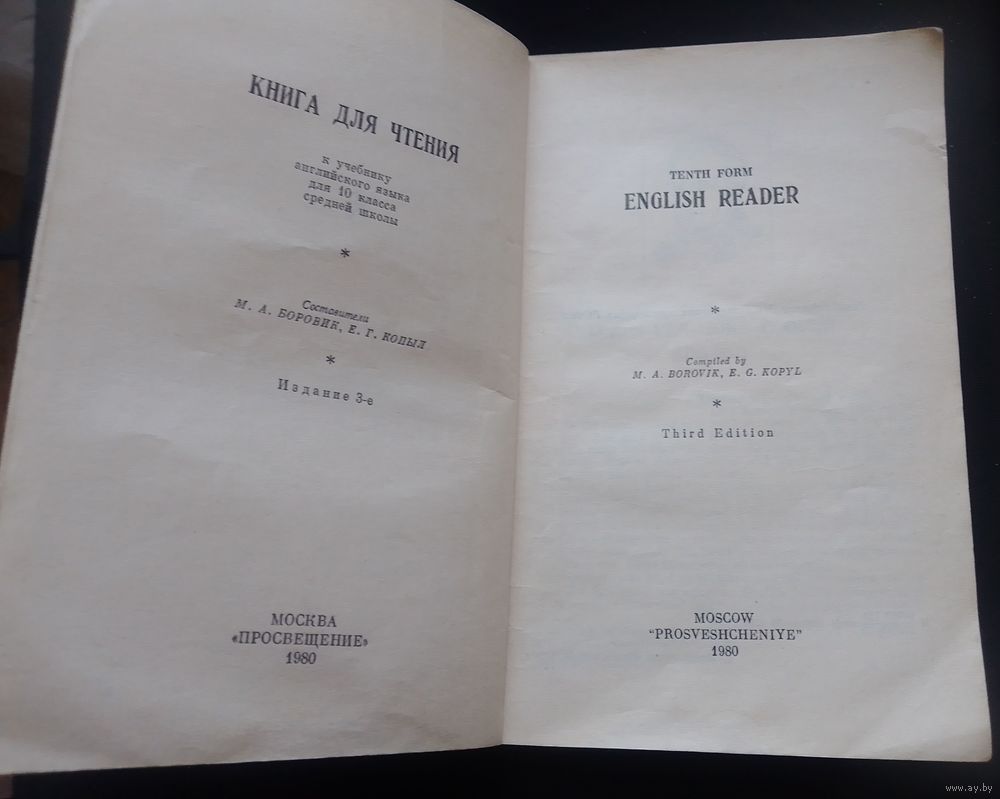 КНИГА ДЛЯ ЧТЕНИЯ
к учебнику
английского языка
для 10 класса
средней школы
*
Составители
М. А. БОРОВИК, Е. Г. КОПЫЛ
*
Издание 3-е
МОСКВА
«ПРОСВЕЩЕНИЕ»
1980
TENTH FORM
ENGLISH READER
*
Compiled by
M. A. BOROVIK, E. G. KOPYL
*
Third Edition
MOSCOW
"PROSVESHCHENIYE"
1980
www.ay.by